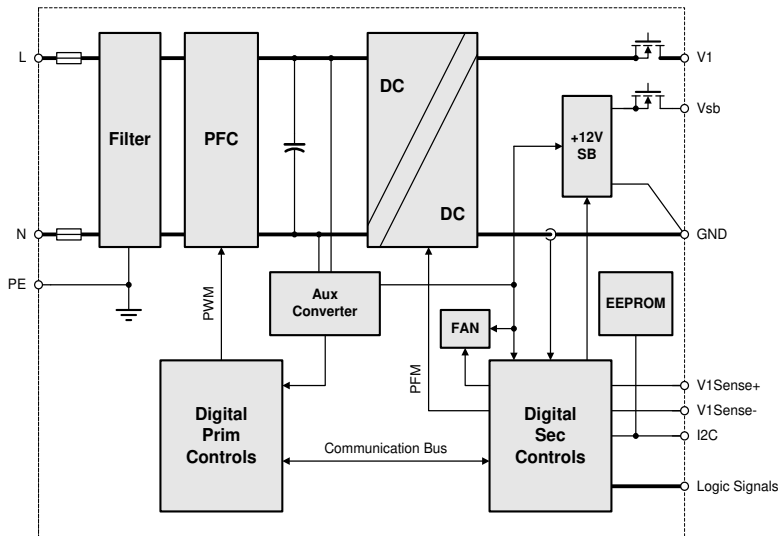 L
V1
DC
Vsb
Filter
PFC
+12V
SB
DC
N
GND
PE
PWM
Aux
Converter
EEPROM
FAN
PFM
V1Sense+
V1Sense-
Digital
Prim
Controls
Digital
Sec
Controls
I2C
Communication Bus
Logic Signals